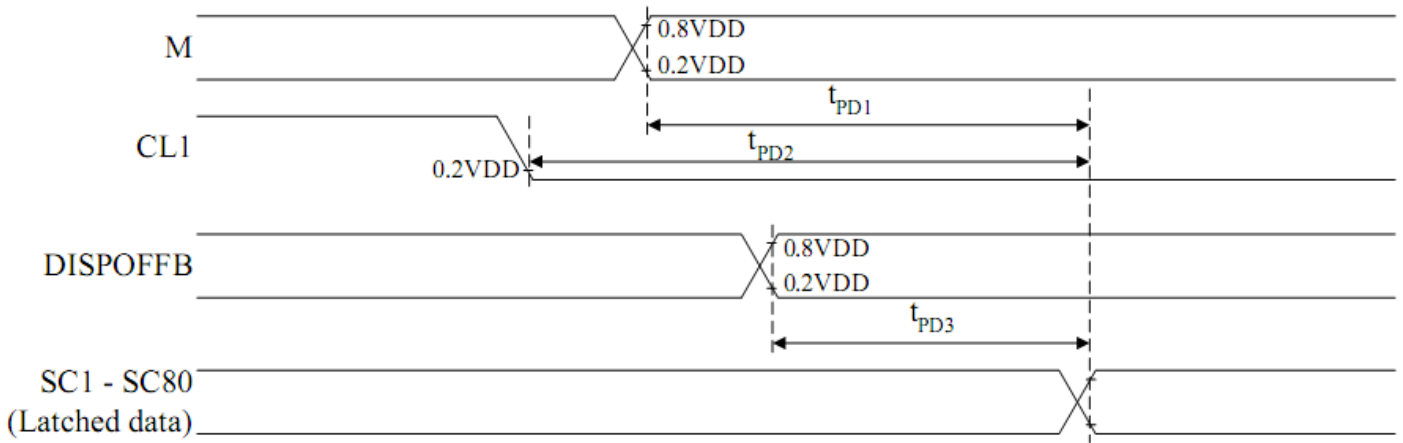 M
0.8VDD
0.2VDD
tPD1
CL1
tPD2
0.2VDD
DISPOFFB
0.8VDD
0.2VDD
tPD3
SC1 - SC80
(Latched data)